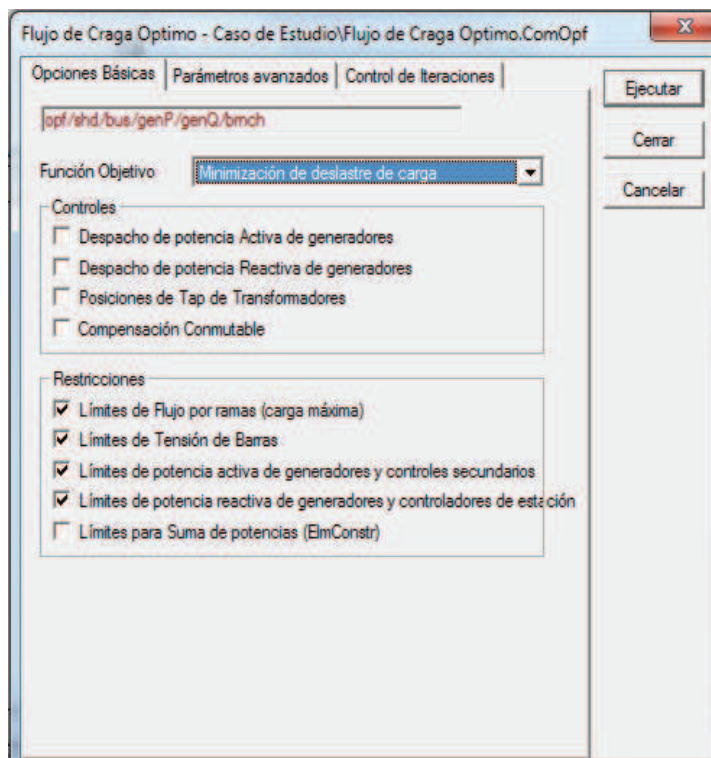 Flujo de Craga Optimo - Caso de Estudio\Flujo de Craga Optimo.ComOpf
X
Opciones Básicas
Parámetros avanzados
Control de Iteraciones
Ejecutar
opf/shd/bus/genP/genQ/brnch
Cerrar
Función Objetivo
Minimización de deslastre de carga
Cancelar
Controles
Despacho de potencia Activa de generadores
Despacho de potencia Reactiva de generadores
Posiciones de Tap de Transformadores
Compensación Conmutable
Restricciones
Límites de Flujo por ramas (carga máxima)
Límites de Tensión de Barras
Límites de potencia activa de generadores y controles secundarios
Límites de potencia reactiva de generadores y controladores de estación
Límites para Suma de potencias (ElmConstr)